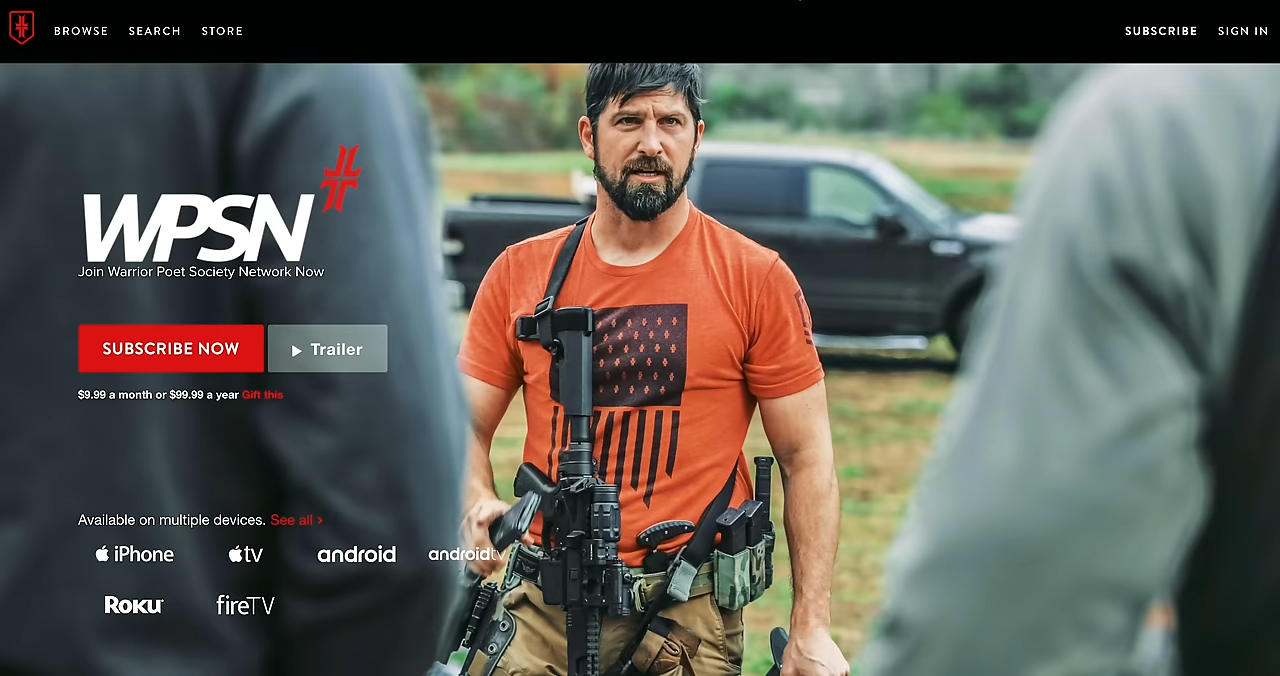 BROWSE SEARCH STORE SUBSCRIBE SIGN IN
WPSN
Join Warrior Poet Society Network Now
SUBSCRIBE NOW Trailer
$9.99 a month or $99.99 a year Gift this
Available on multiple devices. See all >
iPhone tv android androidtv
ROKU fireTV